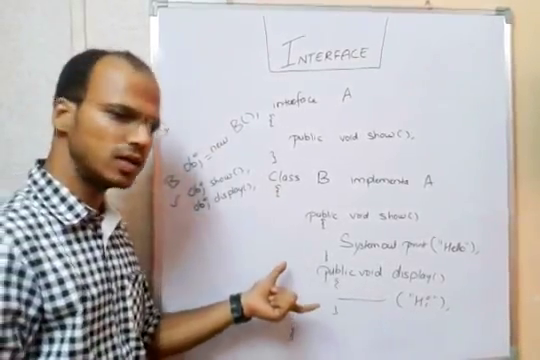 INTERFACE
interface A
{
public void show();
}
Class B implements A
{
public void show()
{
System.out.print("Hello");
}
public void display()
{
("Hi");
}
}
B obj = new B();
obj.show();
obj.display();